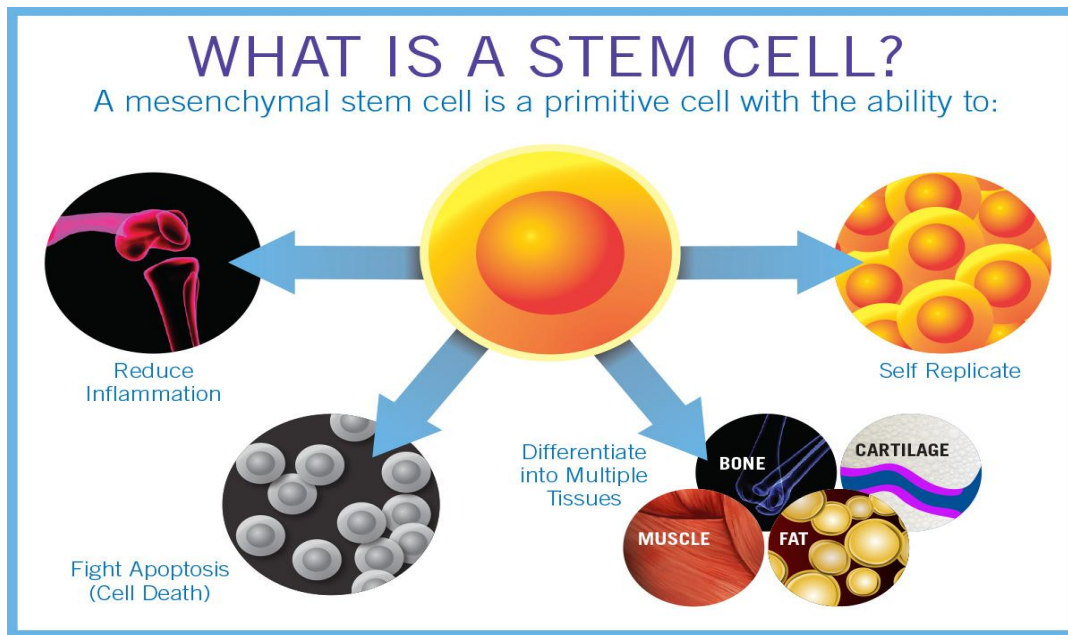 WHAT IS A STEM CELL?
A mesenchymal stem cell is a primitive cell with the ability to:
Reduce
Inflammation
Self Replicate
Fight Apoptosis
(Cell Death)
Differentiate
into Multiple
Tissues
BONE
CARTILAGE
MUSCLE
FAT